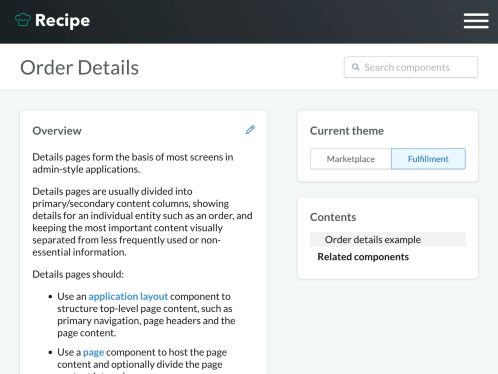 Recipe
Order Details
Search components
Overview
Details pages form the basis of most screens in
admin-style applications.
Details pages are usually divided into
primary/secondary content columns, showing
details for an individual entity such as an order, and
keeping the most important content visually
separated from less frequently used or non-
essential information.
Details pages should:
• Use an application layout component to
structure top-level page content, such as
primary navigation, page headers and the
page content.
• Use a page component to host the page
content and optionally divide the page
Current theme
Marketplace
Fulfillment
Contents
Order details example
Related components